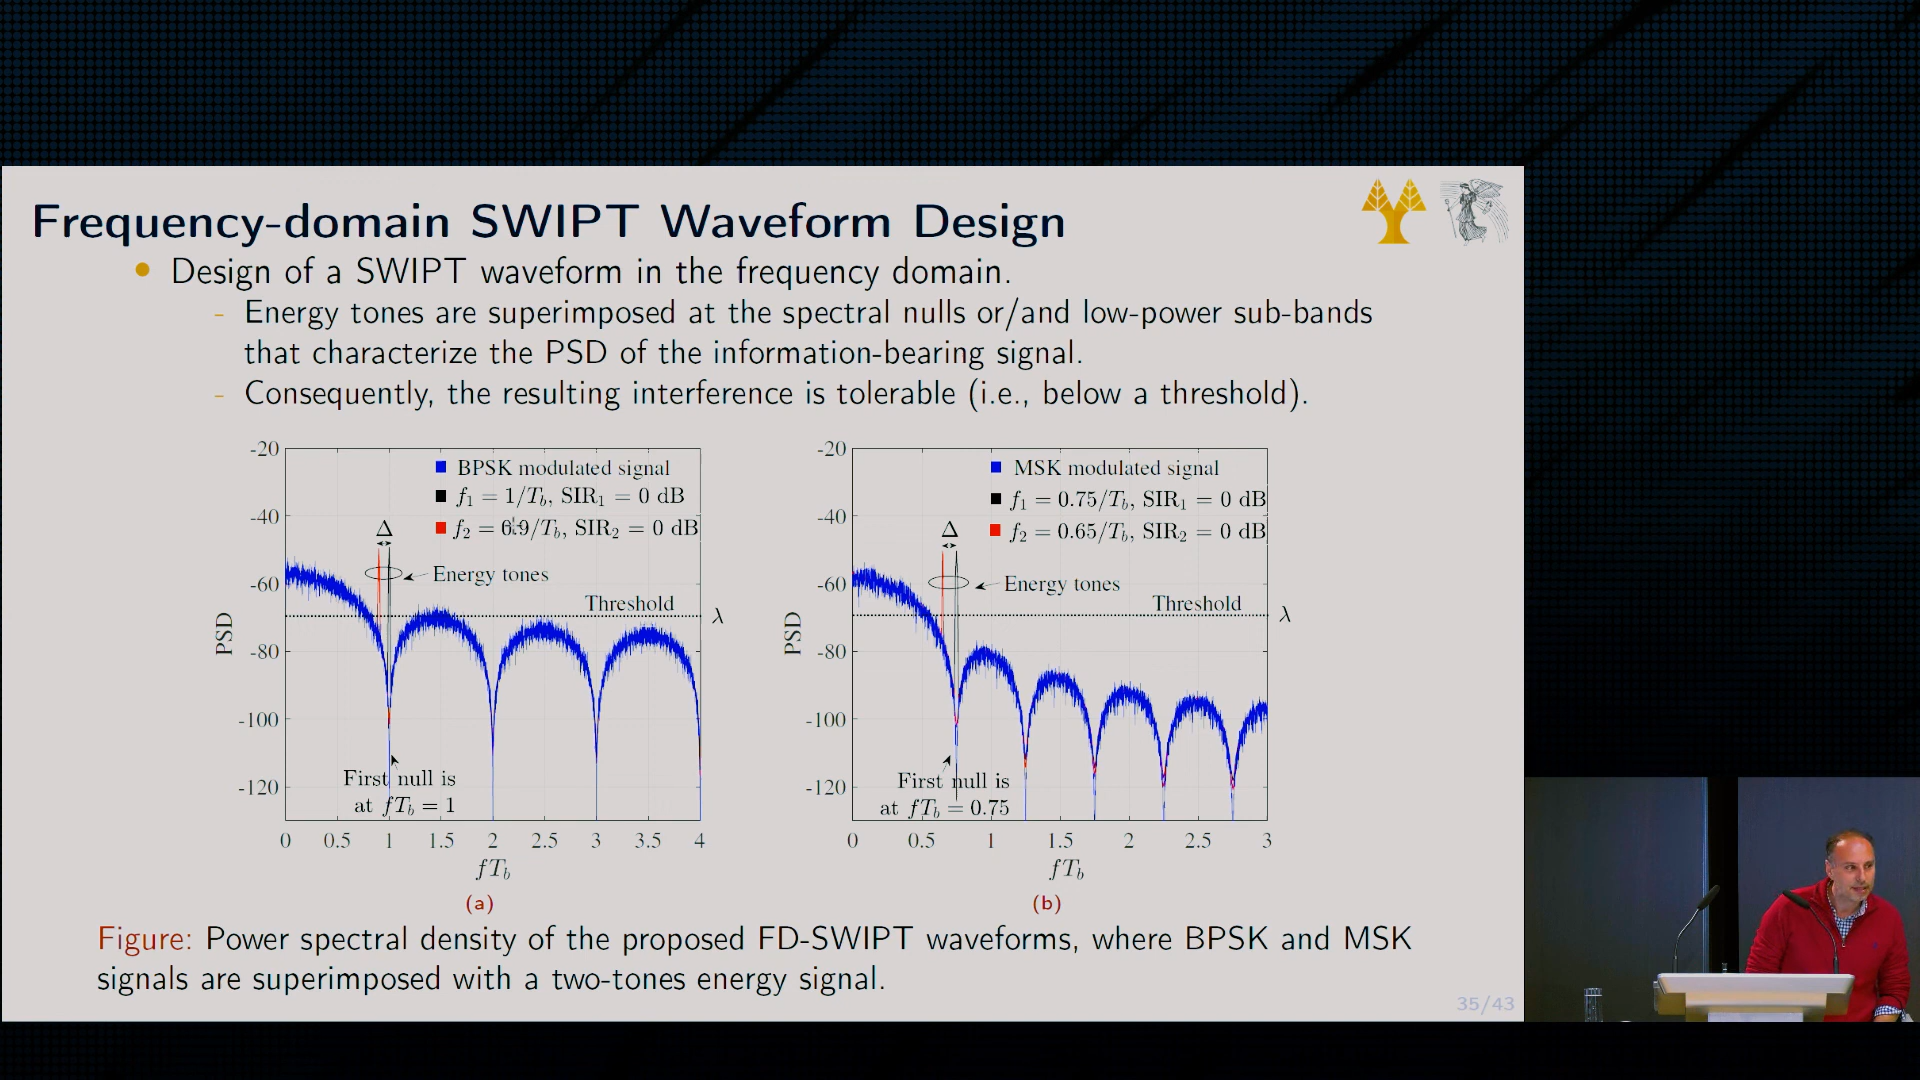 Frequency-domain SWIPT Waveform Design
Design of a SWIPT waveform in the frequency domain.
- Energy tones are superimposed at the spectral nulls or/and low-power sub-bands
that characterize the PSD of the information-bearing signal.
- Consequently, the resulting interference is tolerable (i.e., below a threshold).
-20
-40
-60
-80
-100
-120
PSD
BPSK modulated signal
f₁ = 1/T_b, SIR₁ = 0 dB
f₂ = 0.9/T_b, SIR₂ = 0 dB
Δ
Energy tones
Threshold
λ
First null is
at fT_b = 1
0 0.5 1 1.5 2 2.5 3 3.5 4
fT_b
(a)
-20
-40
-60
-80
-100
-120
PSD
MSK modulated signal
f₁ = 0.75/T_b, SIR₁ = 0 dB
f₂ = 0.65/T_b, SIR₂ = 0 dB
Δ
Energy tones
Threshold
λ
First null is
at fT_b = 0.75
0 0.5 1 1.5 2 2.5 3
fT_b
(b)
Figure: Power spectral density of the proposed FD-SWIPT waveforms, where BPSK and MSK
signals are superimposed with a two-tones energy signal.
35/43